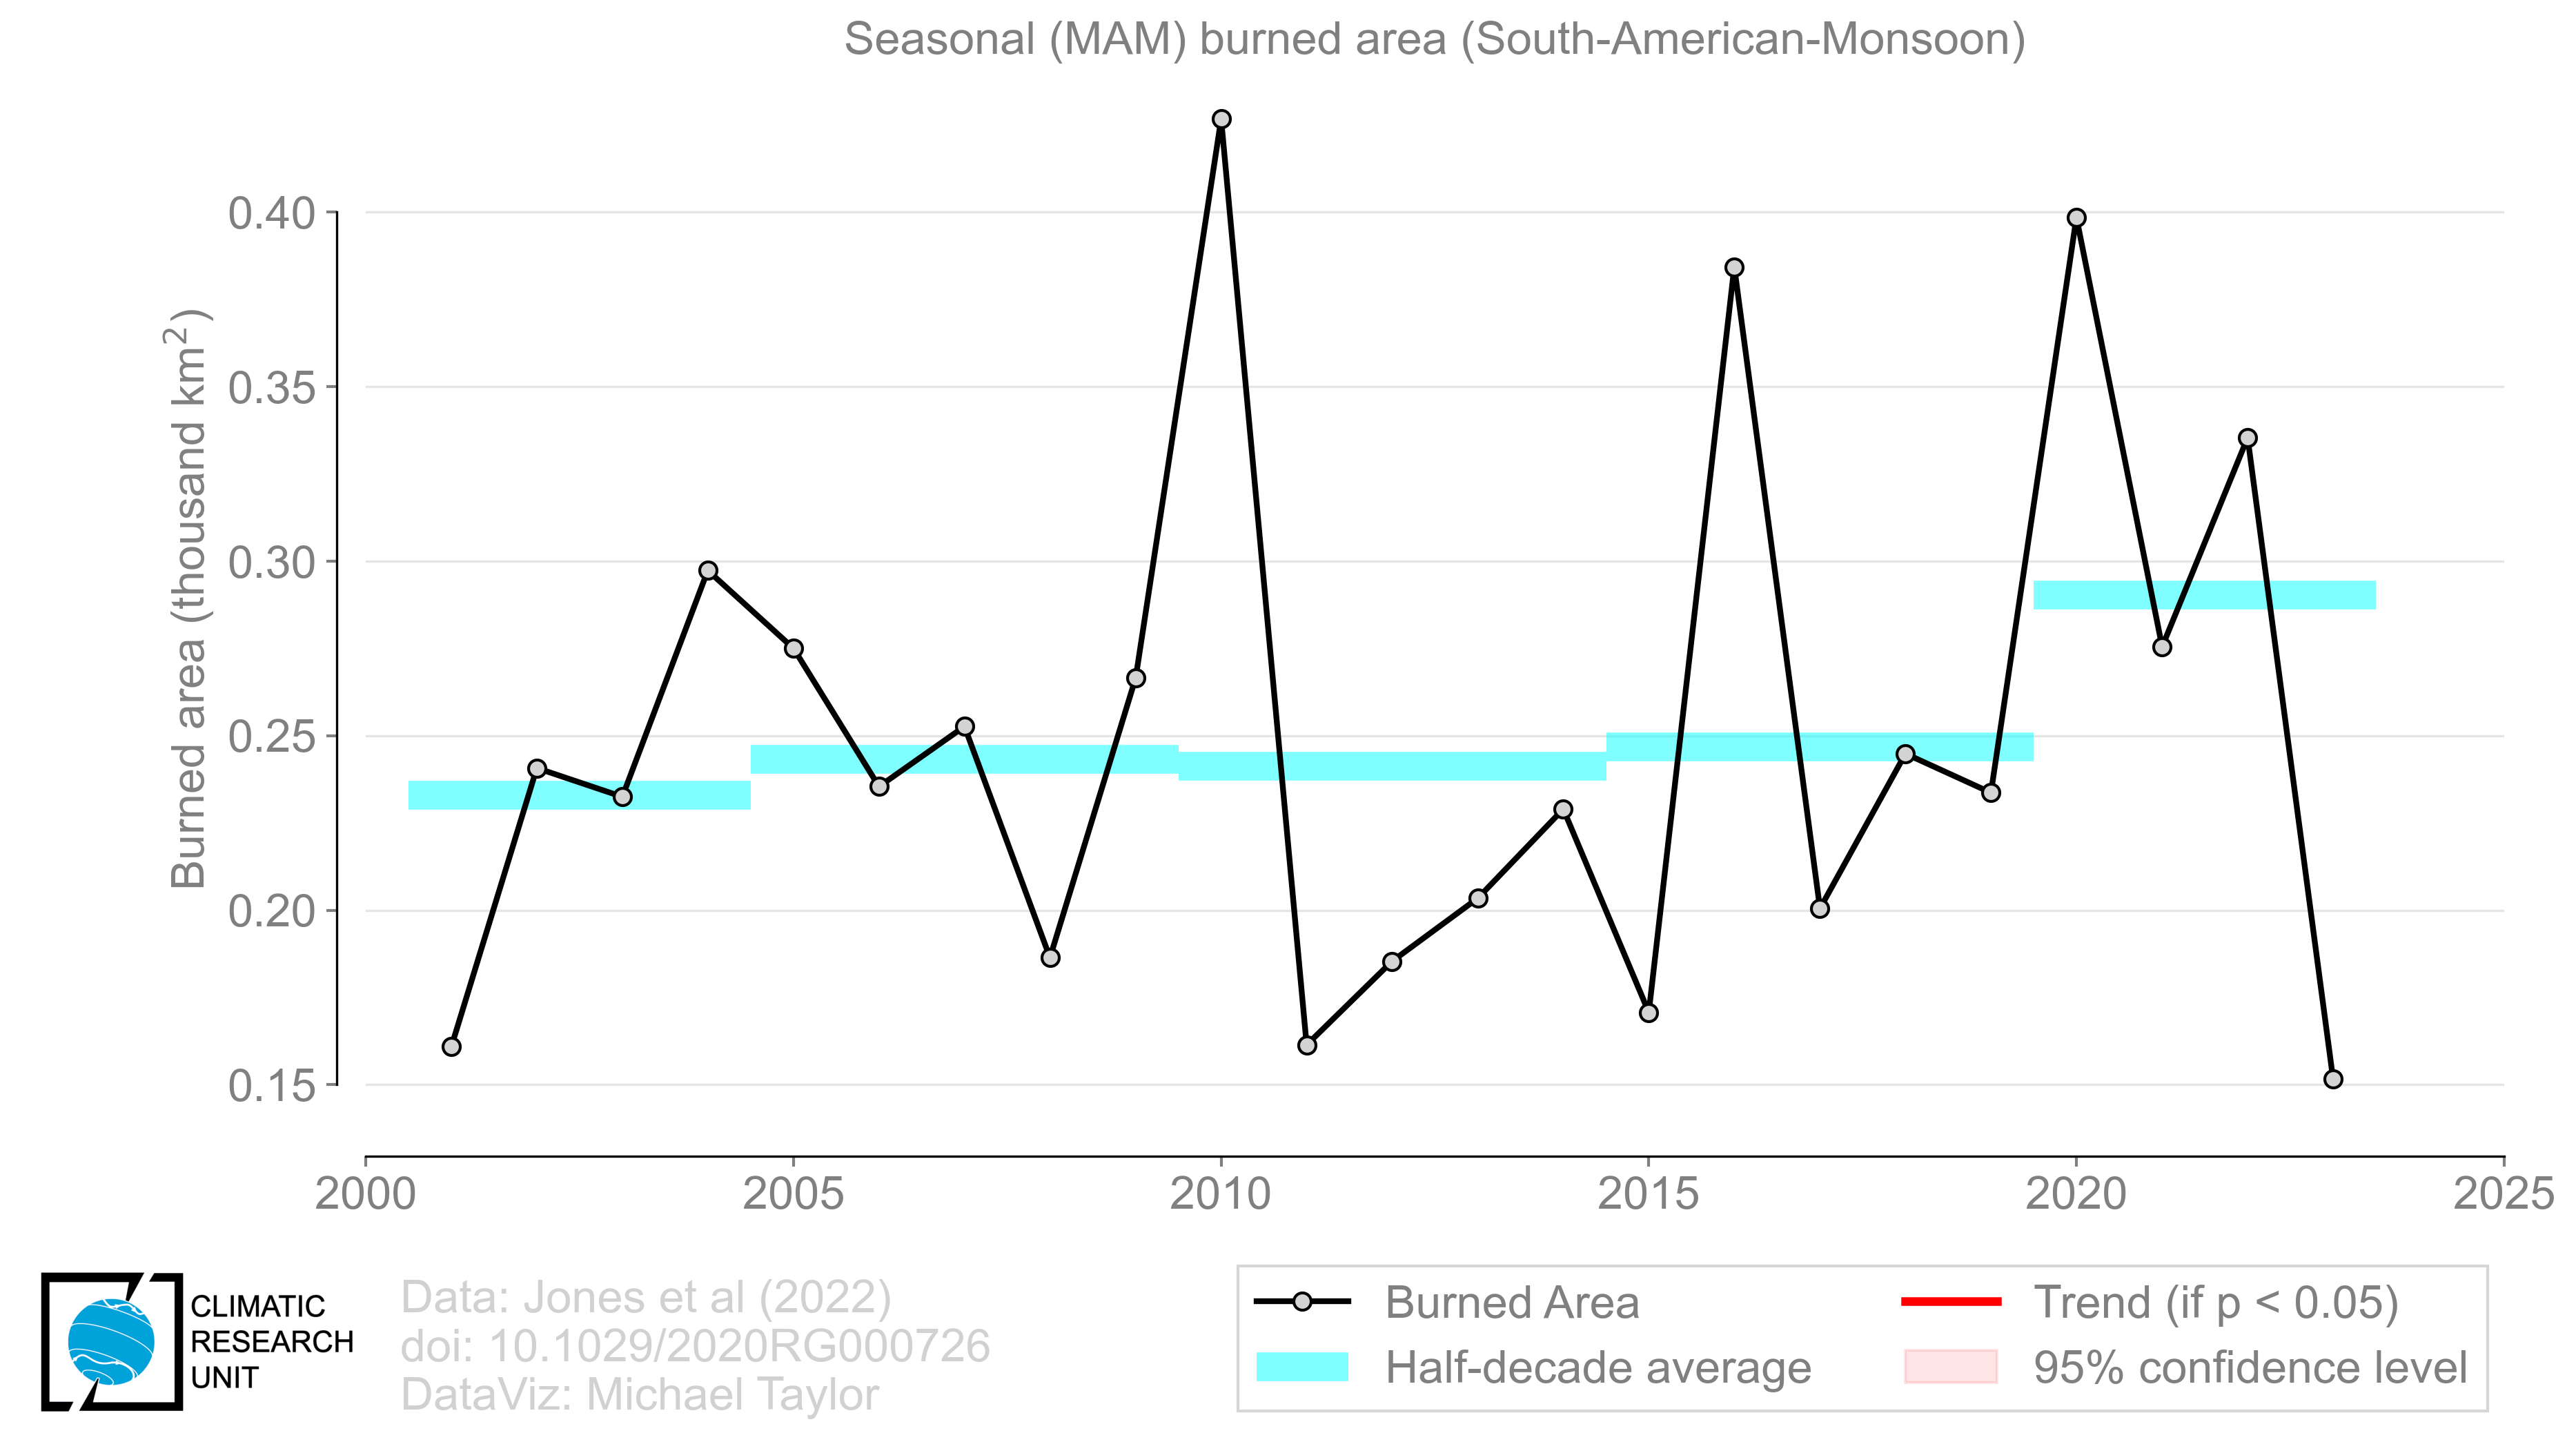 Seasonal (MAM) burned area (South-American-Monsoon)
Burned area (thousand km²)
0.40
0.35
0.30
0.25
0.20
0.15
2000 2005 2010 2015 2020 2025
CLIMATIC
RESEARCH
UNIT
Data: Jones et al (2022)
doi: 10.1029/2020RG000726
DataViz: Michael Taylor
Burned Area
Half-decade average
Trend (if p < 0.05)
95% confidence level